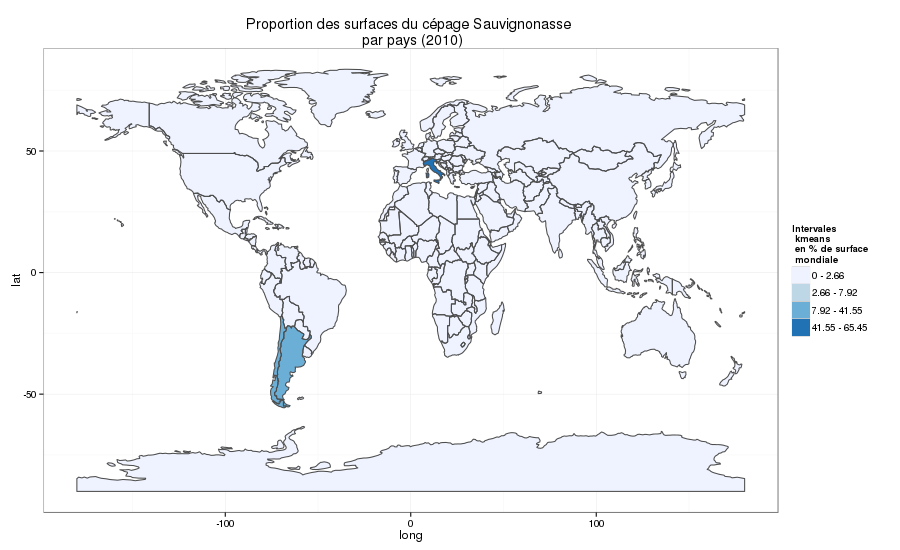 Proportion des surfaces du cépage Sauvignonasse
par pays (2010)
50
0
-50
lat
-100
0
100
long
Intervales
kmeans
en % de surface
mondiale
0 - 2.66
2.66 - 7.92
7.92 - 41.55
41.55 - 65.45